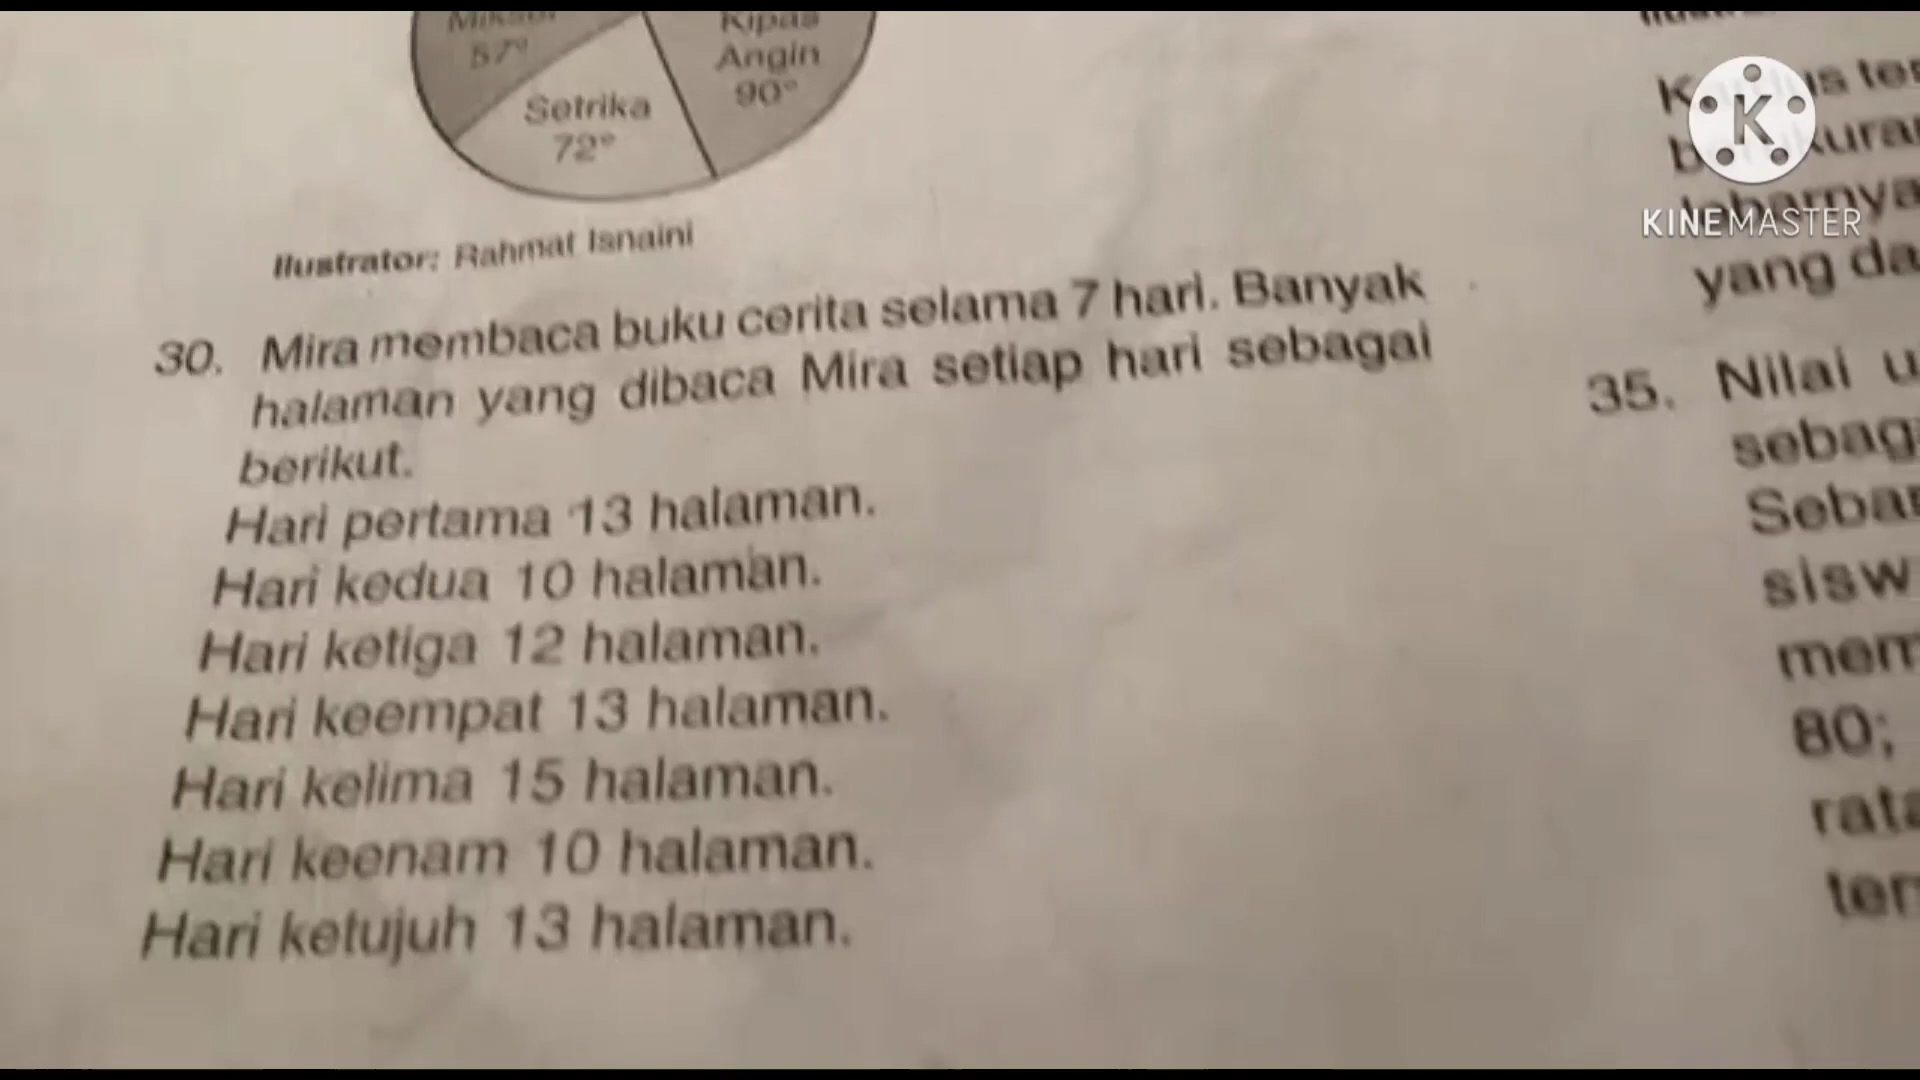 57°
Kipas
Angin
90°
Setrika
72°
Ilustrator: Rahmat Isnaini
30. Mira membaca buku cerita selama 7 hari. Banyak
halaman yang dibaca Mira setiap hari sebagai
berikut.
Hari pertama 13 halaman.
Hari kedua 10 halaman.
Hari ketiga 12 halaman.
Hari keempat 13 halaman.
Hari kelima 15 halaman.
Hari keenam 10 halaman.
Hari ketujuh 13 halaman.
K
KINEMASTER
yang da
35. Nilai u
sebag
Seba
sisw
mem
80;
rata
ter